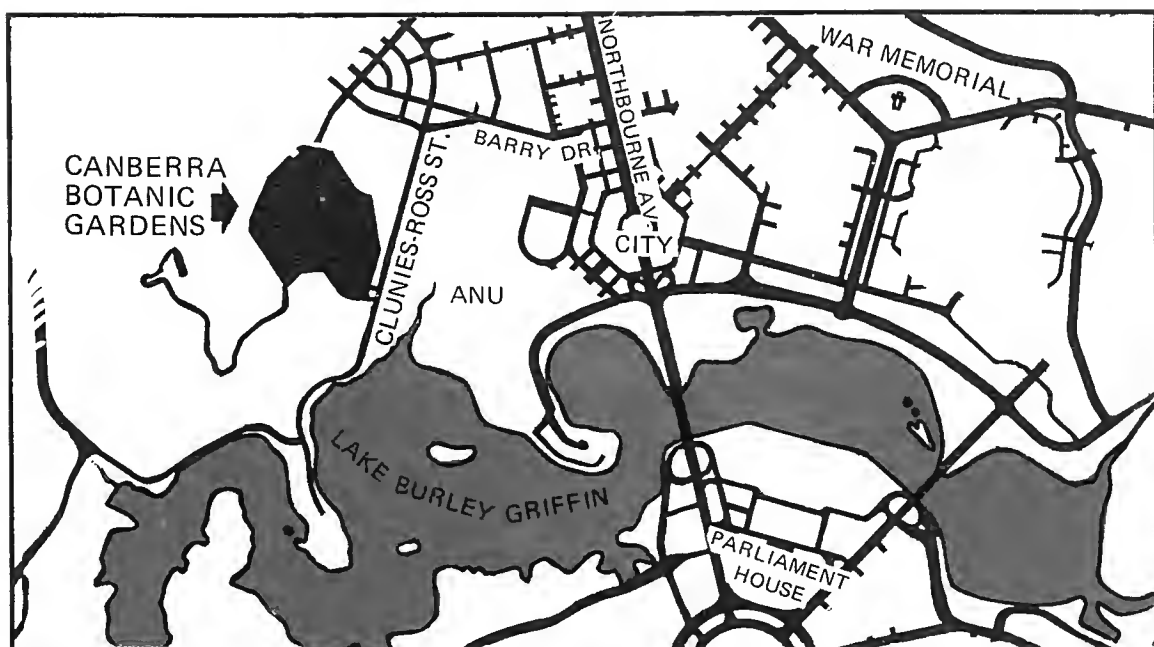 WAR MEMORIAL
NORTHBOURNE AV.
BARRY DR.
CANBERRA
BOTANIC
GARDENS
CLUNIES-ROSS ST.
CITY
ANU
LAKE BURLEY GRIFFIN
PARLIAMENT
HOUSE